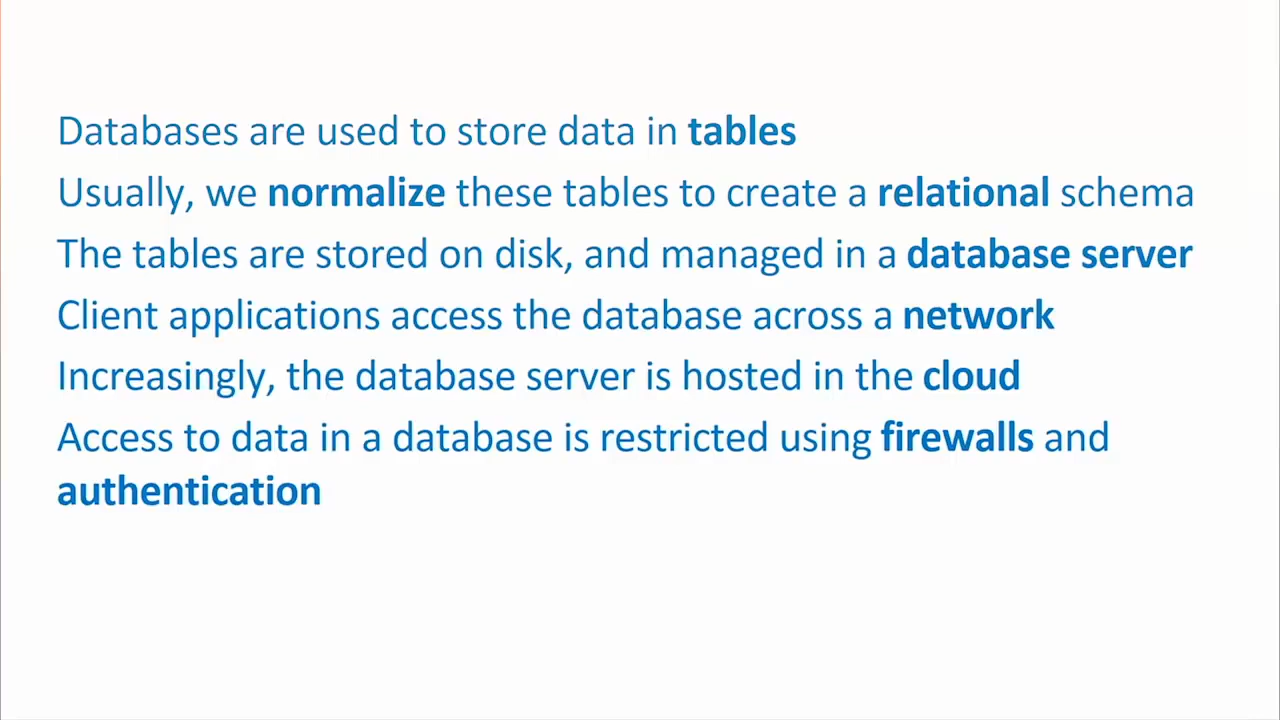 Databases are used to store data in tables
Usually, we normalize these tables to create a relational schema
The tables are stored on disk, and managed in a database server
Client applications access the database across a network
Increasingly, the database server is hosted in the cloud
Access to data in a database is restricted using firewalls and
authentication